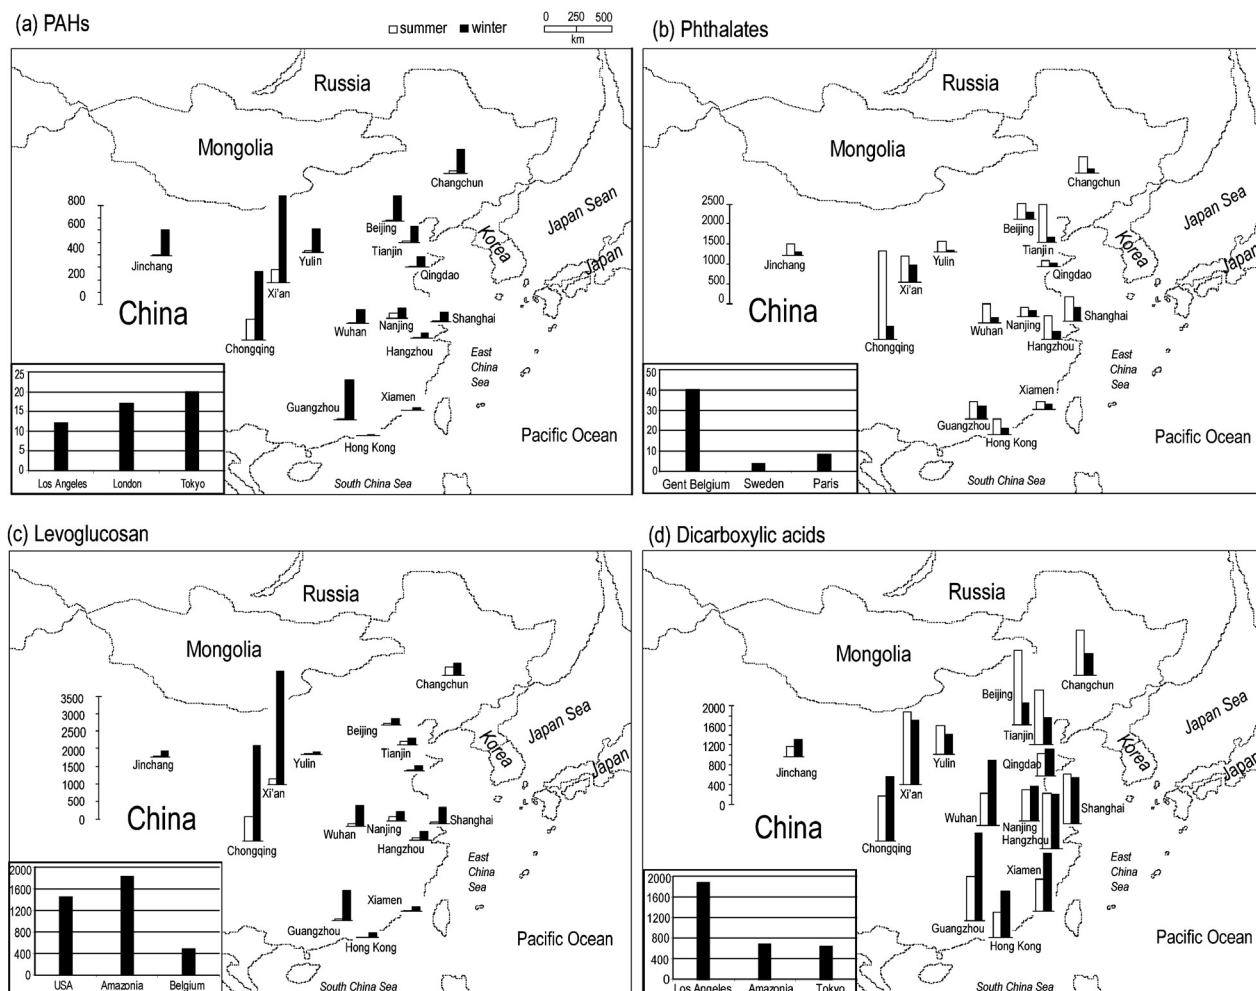 (a) PAHs
summer winter
0 250 500
km
Russia
Mongolia
Changchun
800
600
400
200
0
Jinchang
Xi'an
Yulin
Beijing
Tianjin
Qingdao
Korea
Japan Sean
Japan
China
Chongqing
Wuhan
Nanjing
Shanghai
Hangzhou
East
China
Sea
Guangzhou
Xiamen
Hong Kong
Pacific Ocean
South China Sea
25
20
15
10
5
0
Los Angeles London Tokyo
(b) Phthalates
Russia
Mongolia
Changchun
2500
2000
1500
1000
500
0
Jinchang
Xi'an
Yulin
Beijing
Tianjin
Qingdao
Korea
Japan Sea
Japan
China
Chongqing
Wuhan
Nanjing
Shanghai
Hangzhou
East
China
Sea
Xiamen
Guangzhou
Hong Kong
Pacific Ocean
South China Sea
50
40
30
20
10
0
Gent Belgium Sweden Paris
(c) Levoglucosan
Russia
Mongolia
Changchun
3500
3000
2500
2000
1500
1000
500
0
Jinchang
Xi'an
Yulin
Beijing
Tianjin
Korea
Japan Sea
Japan
China
Chongqing
Wuhan
Nanjing
Shanghai
Hangzhou
East
China
Sea
Xiamen
Guangzhou
Hong Kong
Pacific Ocean
South China Sea
2000
1600
1200
800
400
0
USA Amazonia Belgium
(d) Dicarboxylic acids
Russia
Mongolia
Changchun
2000
1600
1200
800
400
0
Jinchang
Xi'an
Yulin
Beijing
Tianjin
Qingdao
Korea
Japan Sea
Japan
China
Chongqing
Wuhan
Nanjing
Hangzhou
Shanghai
East
China
Sea
Xiamen
Guangzhou
Hong Kong
Pacific Ocean
South China Sea
2000
1600
1200
800
400
0
Los Angeles Amazonia Tokyo